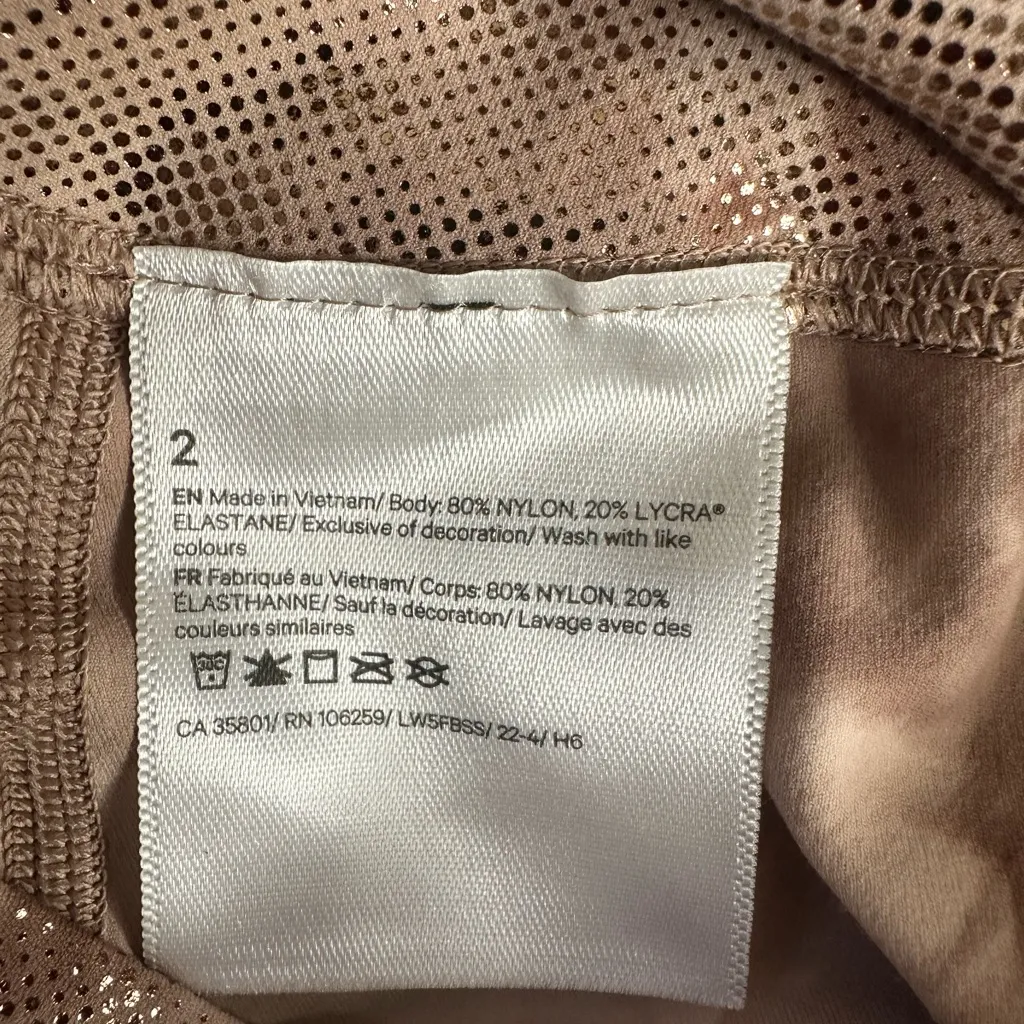 2
EN Made in Vietnam/ Body: 80% NYLON, 20% LYCRA®
ELASTANE/ Exclusive of decoration/ Wash with like
colours
FR Fabriqué au Vietnam/ Corps: 80% NYLON, 20%
ÉLASTHANNE/ Sauf la décoration/ Lavage avec des
couleurs similaires
30C
CA 35801/ RN 106259/ LW5FBSS/ 22-4/ H6